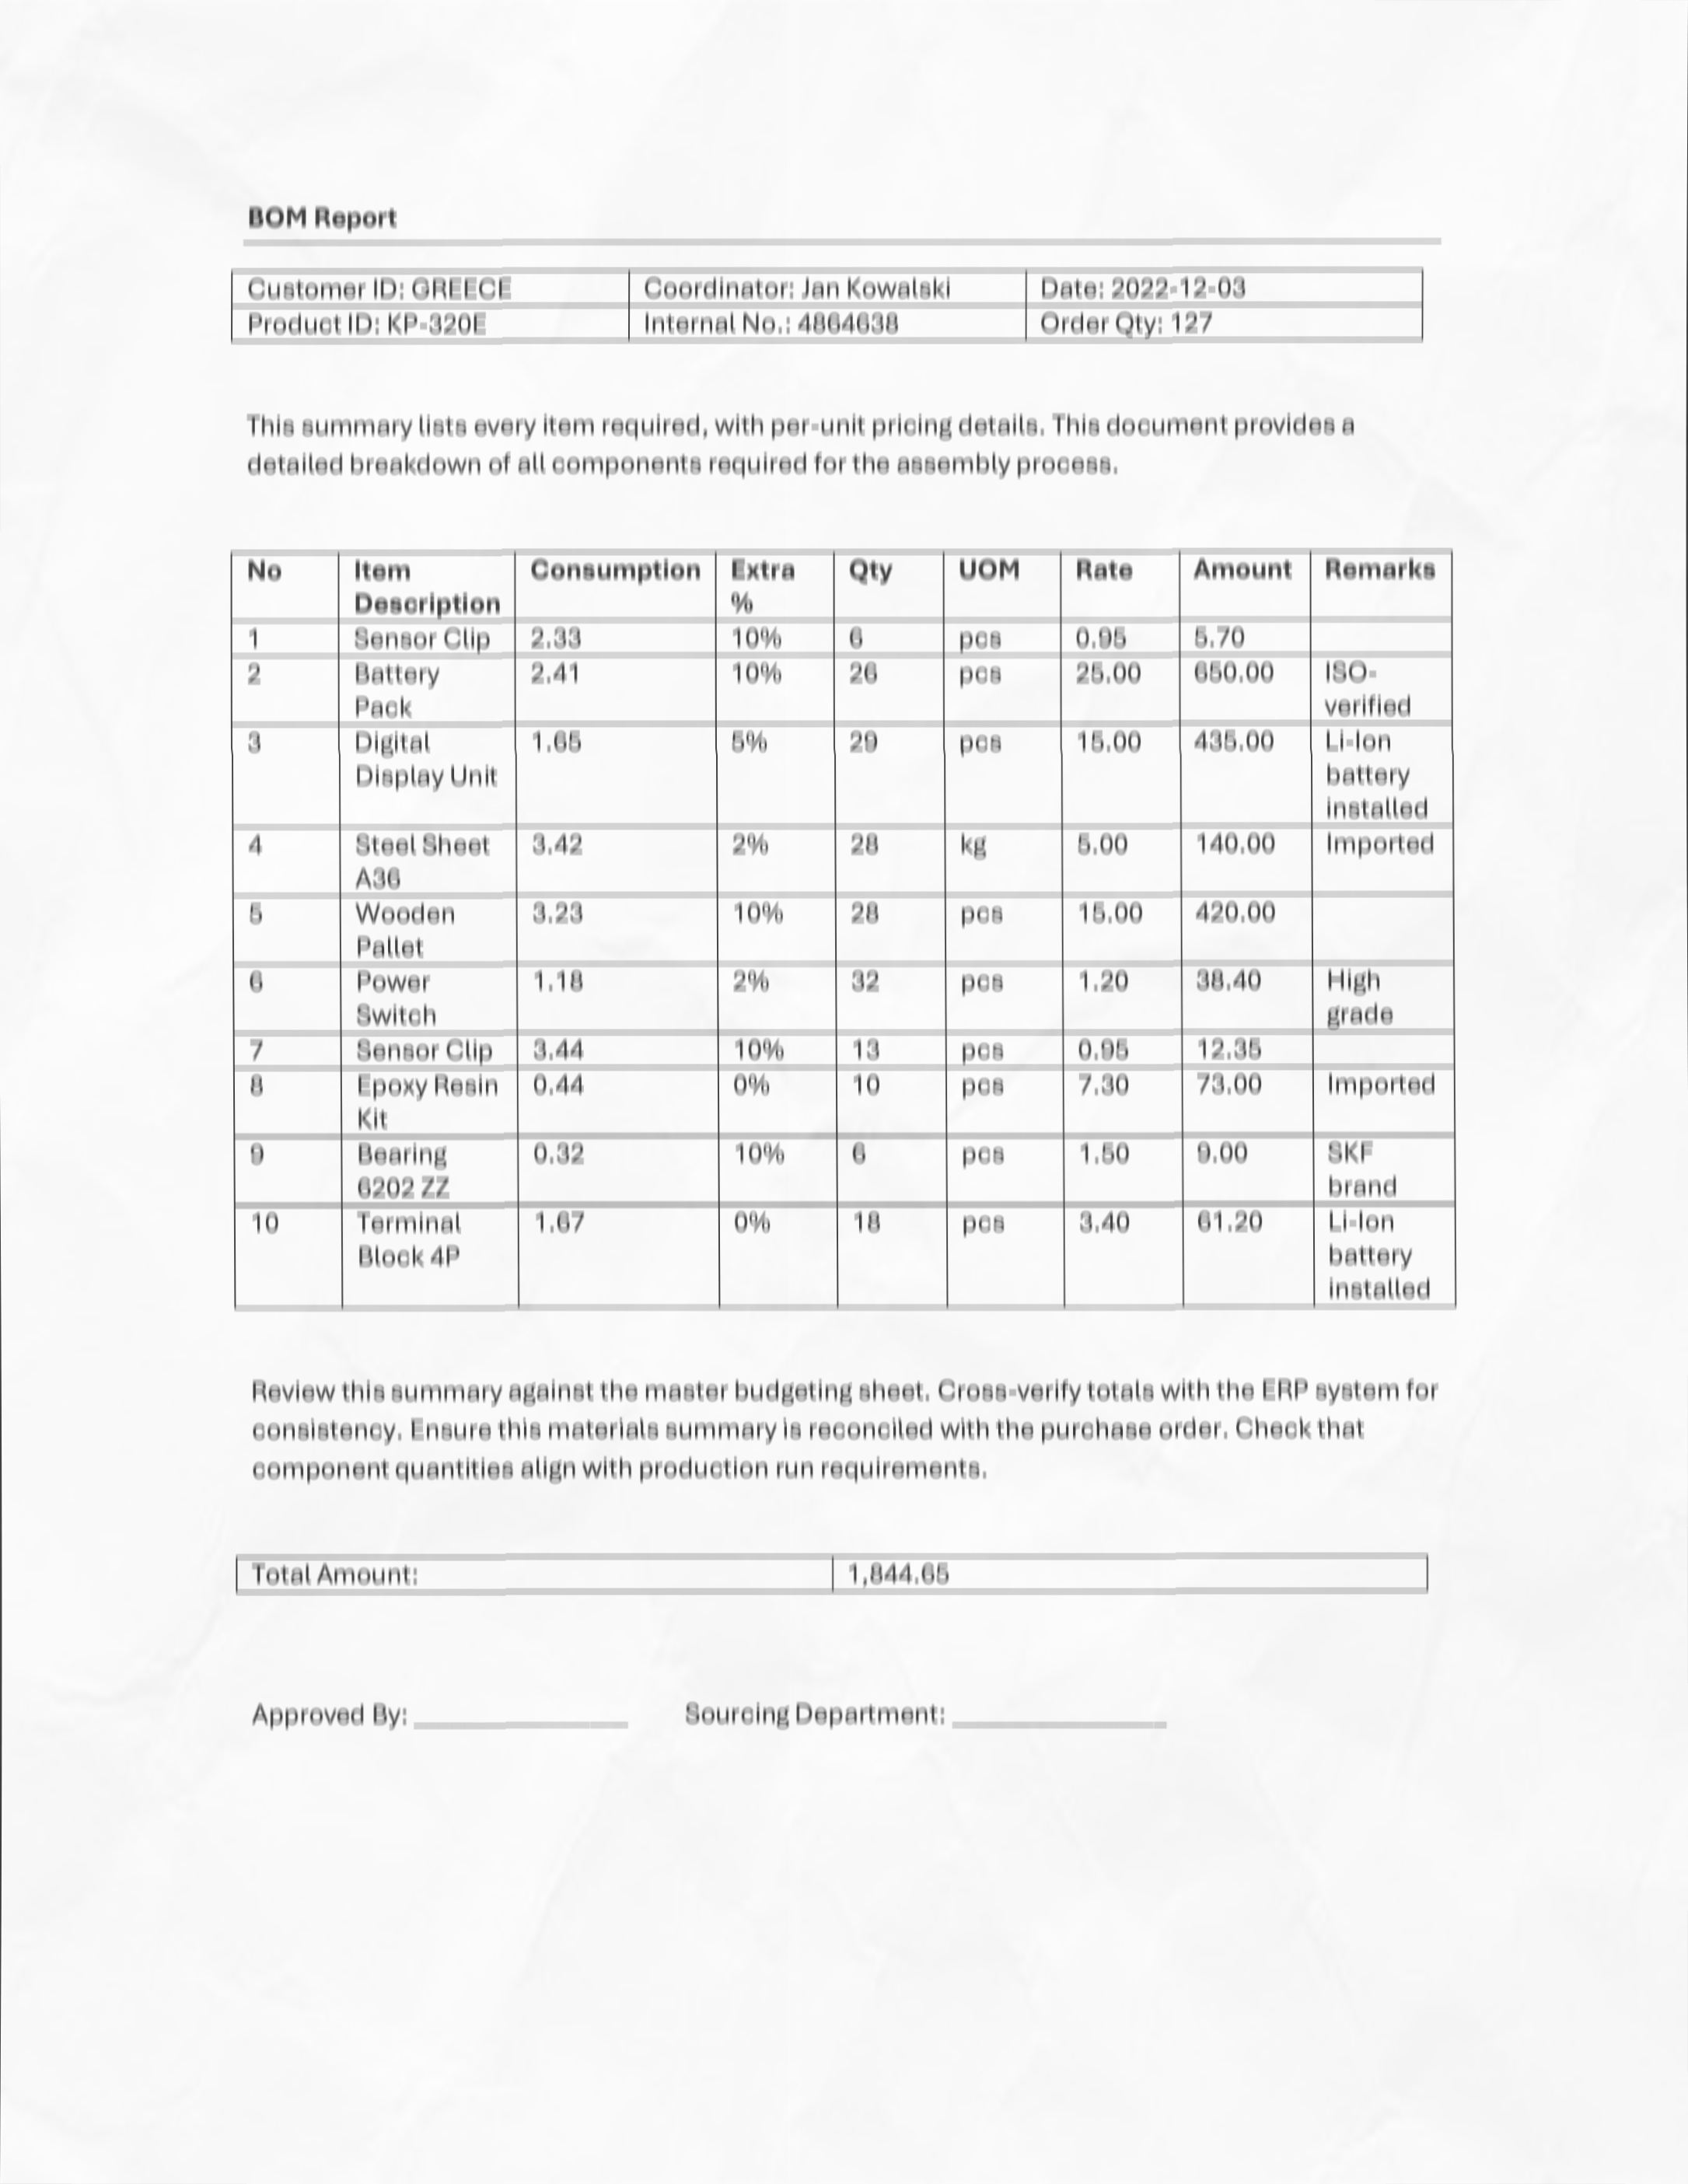 BOM Report
Customer ID: GREECE Coordinator: Jan Kowalski Date: 2022-12-03
Product ID: KP-320E Internal No.: 4864638 Order Qty: 127
This summary lists every item required, with per-unit pricing details. This document provides a
detailed breakdown of all components required for the assembly process.
No Item Description Consumption Extra % Qty UOM Rate Amount Remarks
1 Sensor Clip 2.33 10% 6 pcs 0.95 5.70
2 Battery Pack 2.41 10% 26 pcs 25.00 650.00 ISO-verified
3 Digital Display Unit 1.65 5% 29 pcs 15.00 435.00 Li-Ion battery installed
4 Steel Sheet A36 3.42 2% 28 kg 5.00 140.00 Imported
5 Wooden Pallet 3.23 10% 28 pcs 15.00 420.00
6 Power Switch 1.18 2% 32 pcs 1.20 38.40 High grade
7 Sensor Clip 3.44 10% 13 pcs 0.95 12.35
8 Epoxy Resin Kit 0.44 0% 10 pcs 7.30 73.00 Imported
9 Bearing 6202 ZZ 0.32 10% 6 pcs 1.50 9.00 SKF brand
10 Terminal Block 4P 1.67 0% 18 pcs 3.40 61.20 Li-Ion battery installed
Review this summary against the master budgeting sheet. Cross-verify totals with the ERP system for
consistency. Ensure this materials summary is reconciled with the purchase order. Check that
component quantities align with production run requirements.
Total Amount: 1,844.65
Approved By: ______________ Sourcing Department: ______________